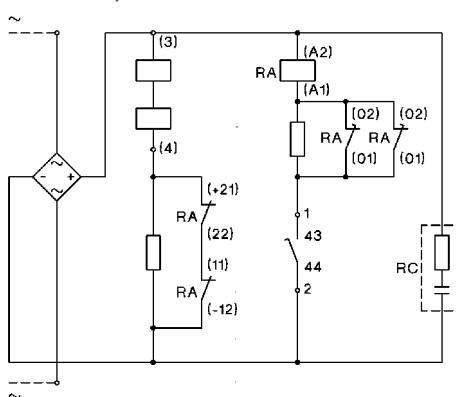 ~
(3)
(A2)
RA
(A1)
(02) (02)
RA RA
(4)
(01) (01)
~
- +
~
(+21)
RA
(22)
1
43
(11)
44
RA
2
RC
(-12)
~